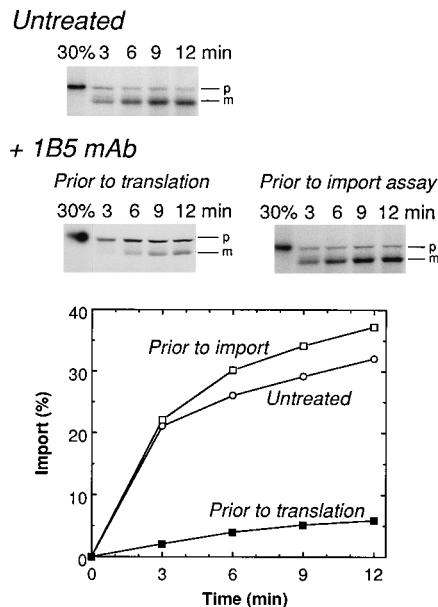 Untreated
30% 3 6 9 12 min
p
m
+ 1B5 mAb
Prior to translation
30% 3 6 9 12 min
p
m
Prior to import assay
30% 3 6 9 12 min
p
m
40
30
20
10
0
Import (%)
Prior to import
Untreated
Prior to translation
0 3 6 9 12
Time (min)